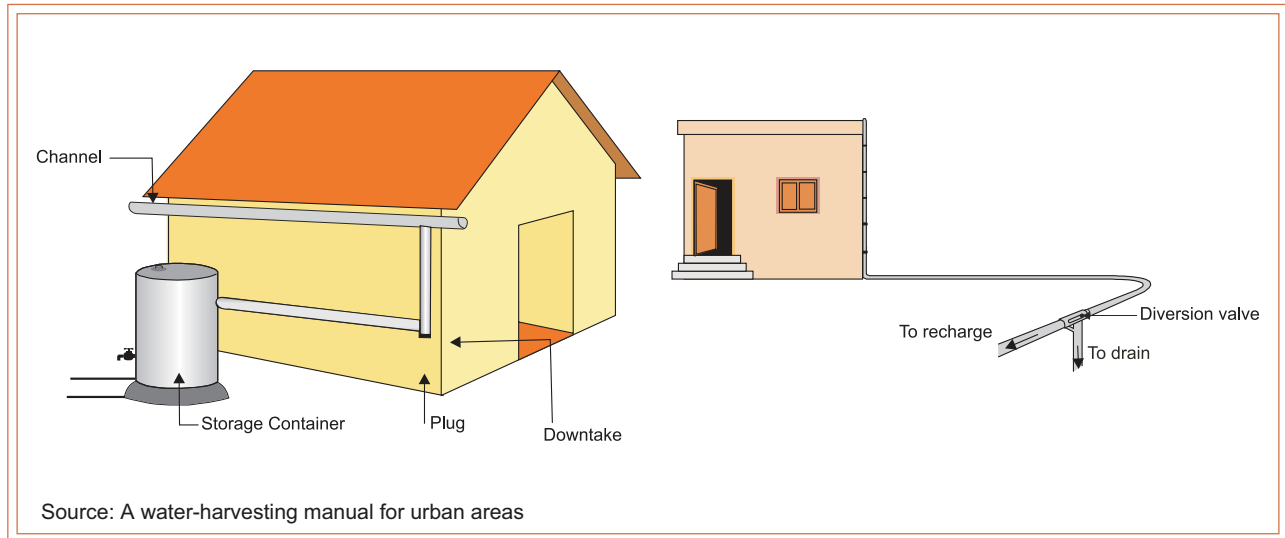 Channel
Storage Container
Plug
Downtake
Diversion valve
To recharge
To drain
Source: A water-harvesting manual for urban areas